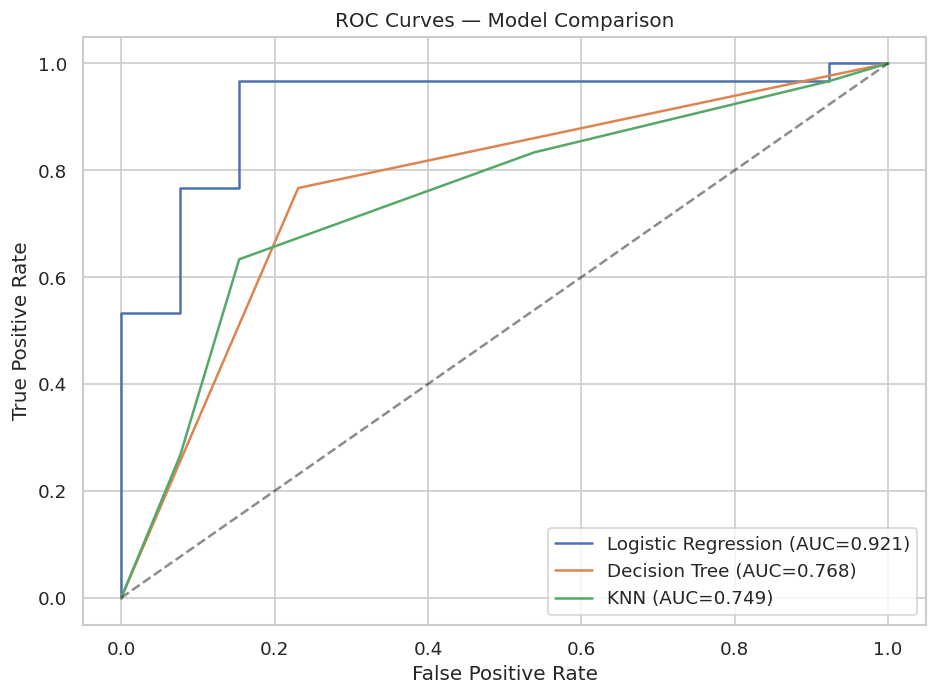 ROC Curves — Model Comparison
True Positive Rate
1.0
0.8
0.6
0.4
0.2
0.0
Logistic Regression (AUC=0.921)
Decision Tree (AUC=0.768)
KNN (AUC=0.749)
0.0 0.2 0.4 0.6 0.8 1.0
False Positive Rate